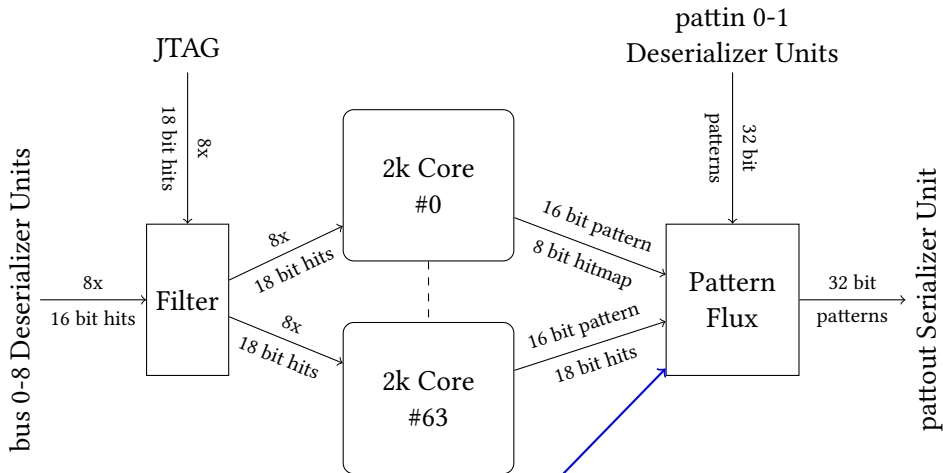 pattin 0-1
Deserializer Units
JTAG
8x
18 bit hits
32 bit
patterns
bus 0-8 Deserializer Units
8x
16 bit hits
Filter
8x
18 bit hits
8x
18 bit hits
2k Core
#0
2k Core
#63
16 bit pattern
8 bit hitmap
16 bit pattern
18 bit hits
Pattern
Flux
32 bit
patterns
pattout Serializer Unit